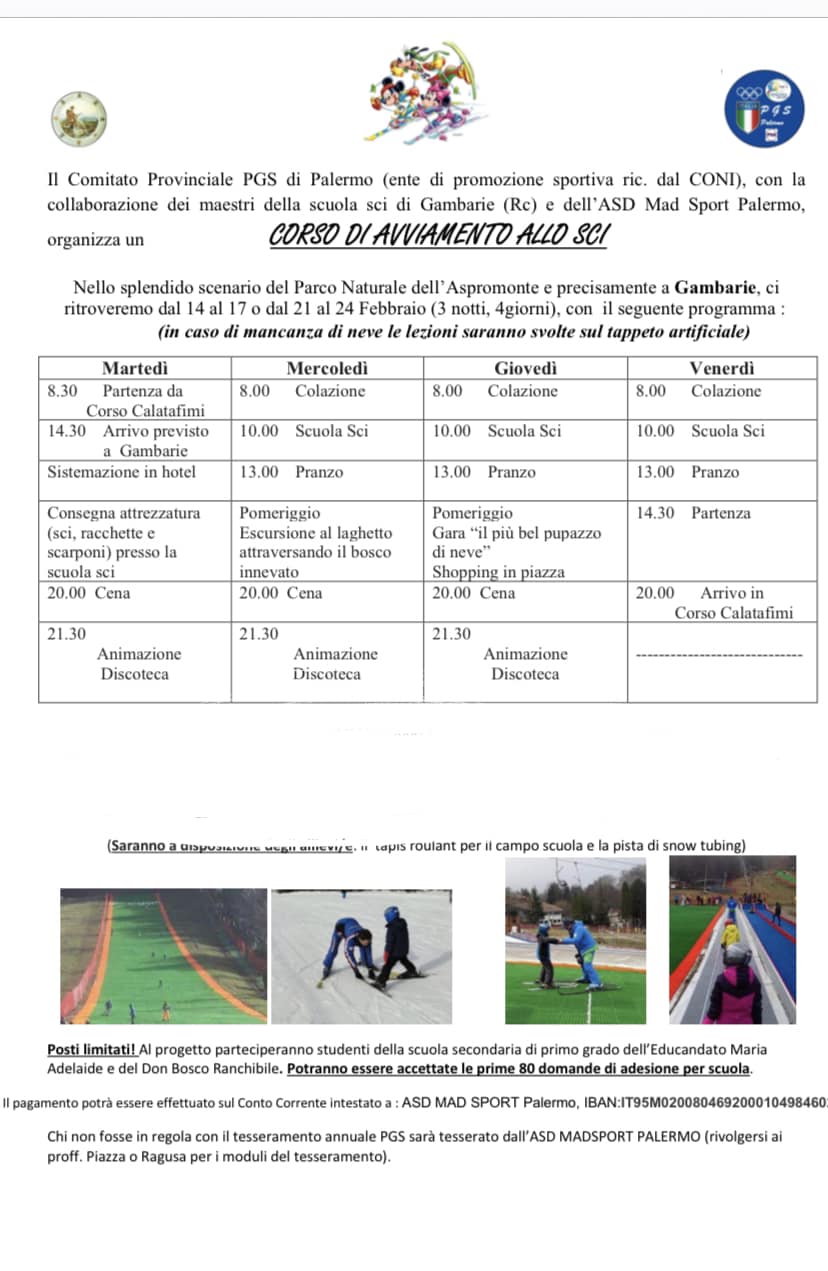 PGS
Palermo
Il Comitato Provinciale PGS di Palermo (ente di promozione sportiva ric. dal CONI), con la
collaborazione dei maestri della scuola sci di Gambarie (Rc) e dell'ASD Mad Sport Palermo,
organizza un CORSO DI AVVIAMENTO ALLO SCI
Nello splendido scenario del Parco Naturale dell'Aspromonte e precisamente a Gambarie, ci
ritroveremo dal 14 al 17 o dal 21 al 24 Febbraio (3 notti, 4giorni), con il seguente programma :
(in caso di mancanza di neve le lezioni saranno svolte sul tappeto artificiale)
Martedì Mercoledì Giovedì Venerdì
8.30 Partenza da 8.00 Colazione 8.00 Colazione 8.00 Colazione
Corso Calatafimi
14.30 Arrivo previsto 10.00 Scuola Sci 10.00 Scuola Sci 10.00 Scuola Sci
a Gambarie
Sistemazione in hotel 13.00 Pranzo 13.00 Pranzo 13.00 Pranzo
Consegna attrezzatura Pomeriggio Pomeriggio 14.30 Partenza
(sci, racchette e Escursione al laghetto Gara "il più bel pupazzo
scarponi) presso la attraversando il bosco di neve"
scuola sci innevato Shopping in piazza
20.00 Cena 20.00 Cena 20.00 Cena 20.00 Arrivo in
Corso Calatafimi
21.30 21.30 21.30
Animazione Animazione Animazione -----------------------------
Discoteca Discoteca Discoteca
(Saranno a disposizione degli allievi/e: il tapis roulant per il campo scuola e la pista di snow tubing)
Posti limitati! Al progetto parteciperanno studenti della scuola secondaria di primo grado dell'Educandato Maria
Adelaide e del Don Bosco Ranchibile. Potranno essere accettate le prime 80 domande di adesione per scuola.
Il pagamento potrà essere effettuato sul Conto Corrente intestato a : ASD MAD SPORT Palermo, IBAN:IT95M020080469200010498460
Chi non fosse in regola con il tesseramento annuale PGS sarà tesserato dall'ASD MADSPORT PALERMO (rivolgersi ai
proff. Piazza o Ragusa per i moduli del tesseramento).